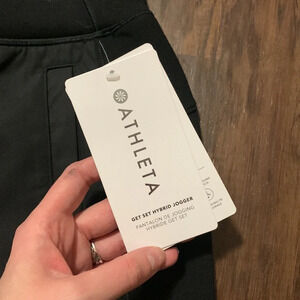 ATHLETA
GET SET HYBRID JOGGER
PANTALON DE JOGGING
HYBRIDE GET SET